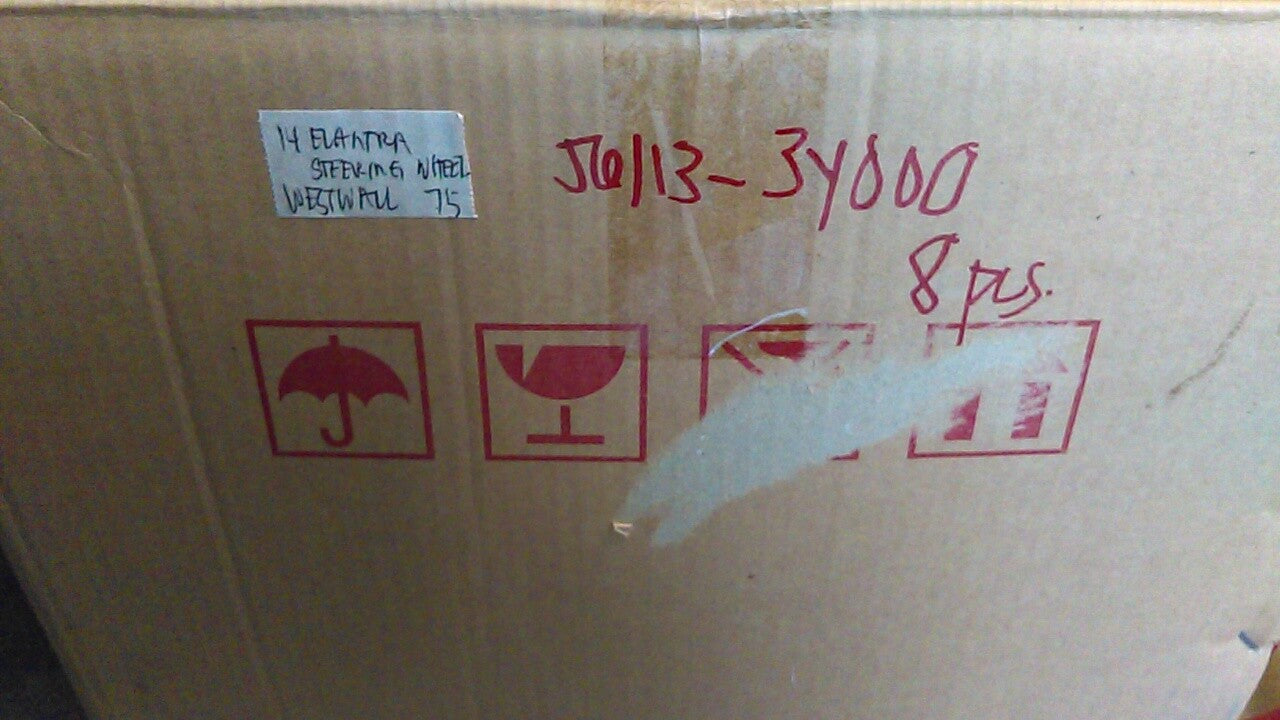 14 ELANTRA
STEERING WHEEL
WESTWALL 75
56113-3Y000
8 pcs.